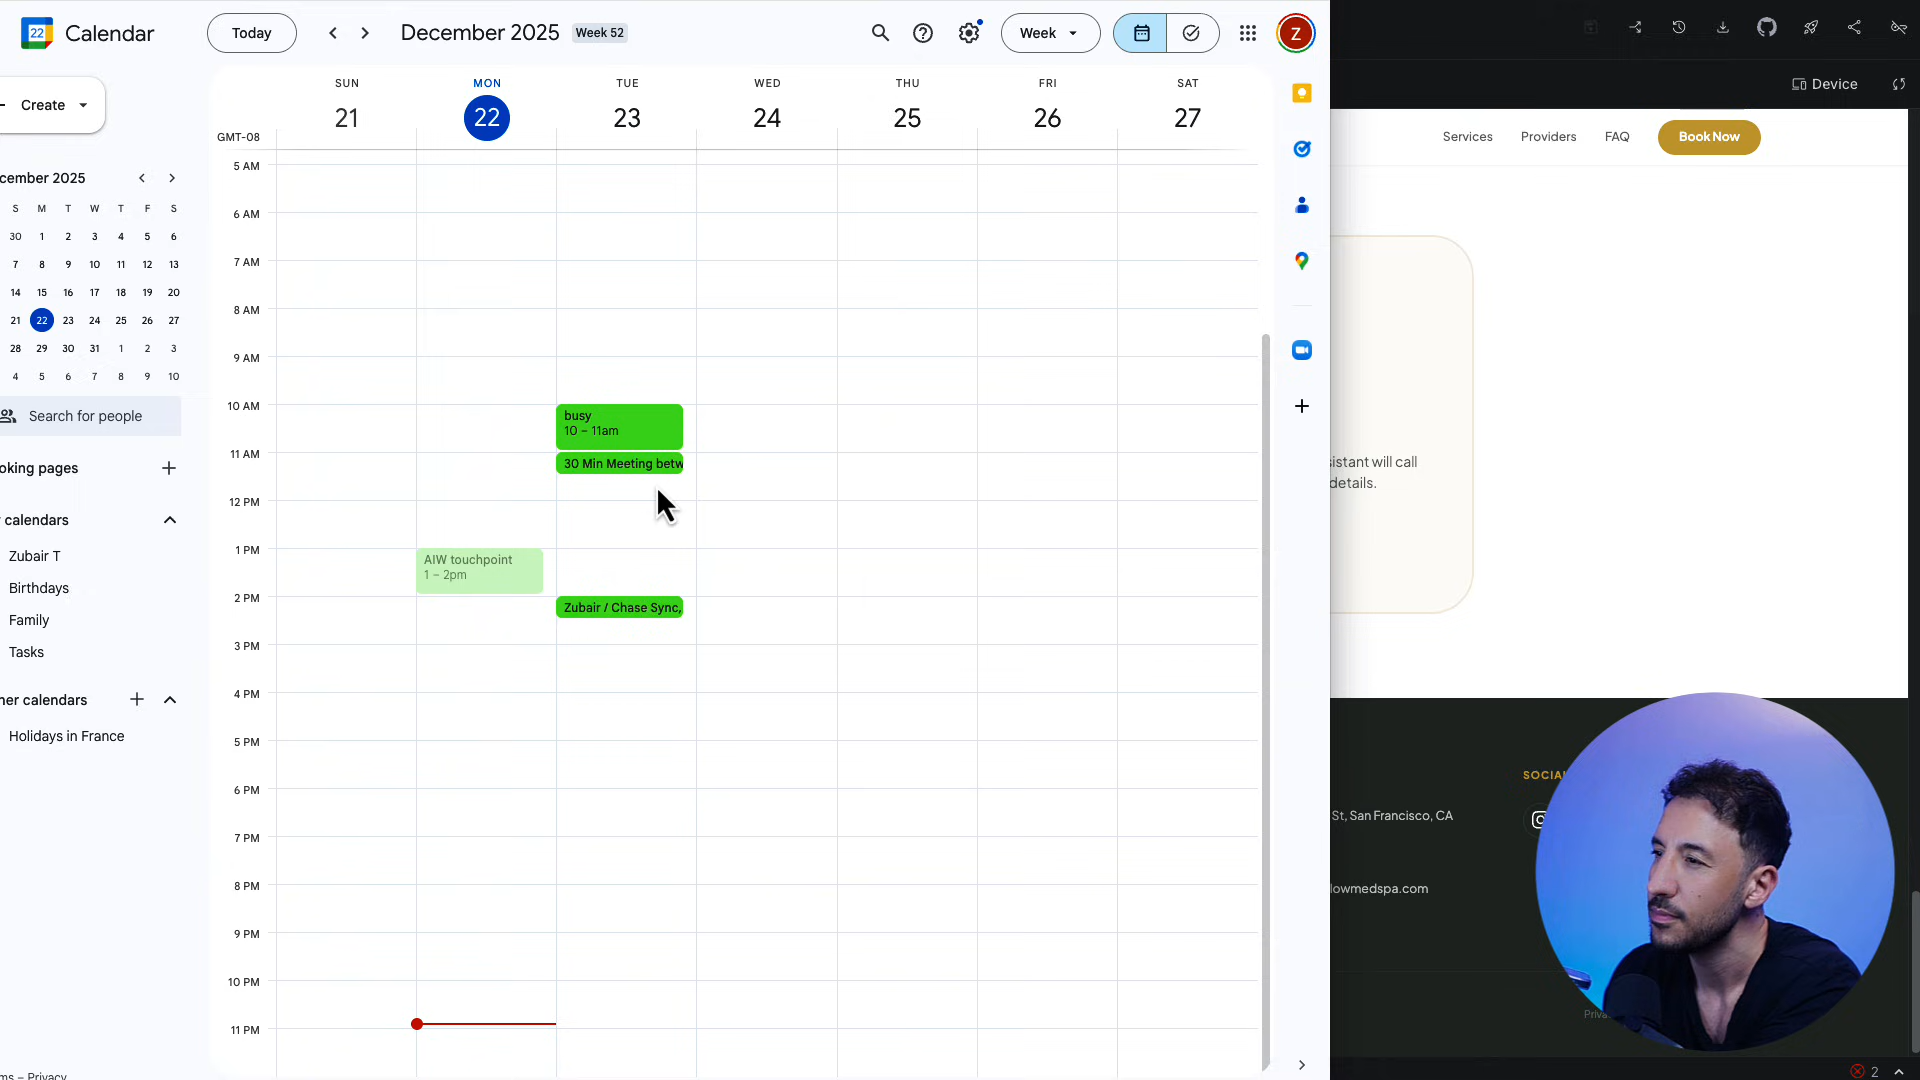 22 Calendar
Today
December 2025 Week 52
Week
Z
Create
SUN MON TUE WED THU FRI SAT
21 22 23 24 25 26 27
GMT-08
cember 2025
S M T W T F S
30 1 2 3 4 5 6
7 8 9 10 11 12 13
14 15 16 17 18 19 20
21 22 23 24 25 26 27
28 29 30 31 1 2 3
4 5 6 7 8 9 10
Search for people
oking pages
calendars
Zubair T
Birthdays
Family
Tasks
ner calendars
Holidays in France
ms – Privacy
5 AM
6 AM
7 AM
8 AM
9 AM
10 AM
11 AM
12 PM
1 PM
2 PM
3 PM
4 PM
5 PM
6 PM
7 PM
8 PM
9 PM
10 PM
11 PM
busy
10 – 11am
30 Min Meeting betw
AIW touchpoint
1 – 2pm
Zubair / Chase Sync,
Device
Services Providers FAQ Book Now
sistant will call
details.
SOCIAL
St, San Francisco, CA
lowmedspa.com
Priva
2